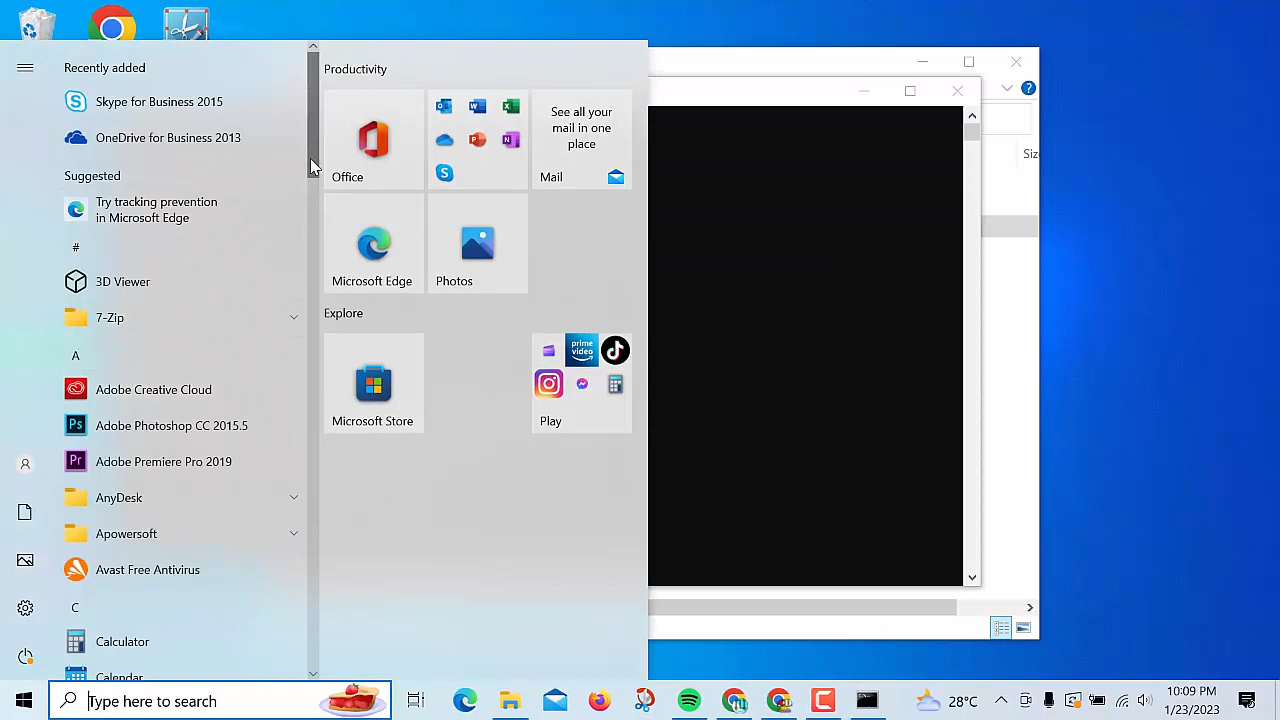 Recently added
Skype for Business 2015
OneDrive for Business 2013
Suggested
Try tracking prevention
in Microsoft Edge
#
3D Viewer
7-Zip
A
Adobe Creative Cloud
Ps
Adobe Photoshop CC 2015.5
Pr
Adobe Premiere Pro 2019
AnyDesk
Apowersoft
Avast Free Antivirus
C
Calculator
Calendar
Productivity
Office
See all your
mail in one
place
Mail
Microsoft Edge
Photos
Explore
Microsoft Store
prime
video
Play
Size
Type here to search
28°C
10:09 PM
1/23/2023